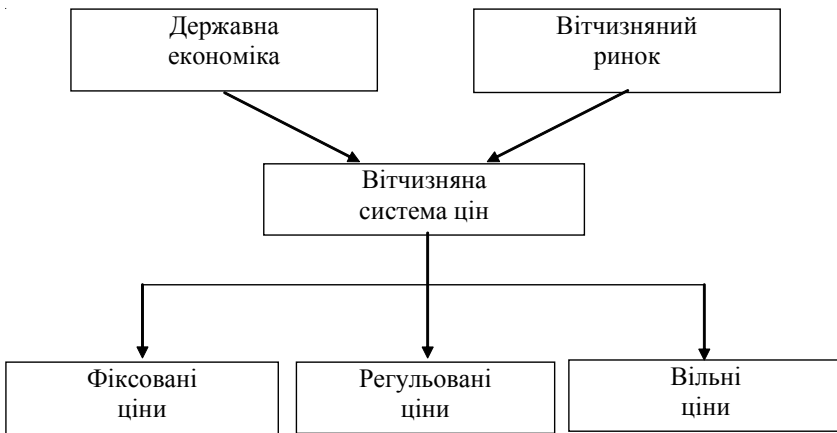 Державна
економіка
Вітчизняний
ринок
Вітчизняна
система цін
Фіксовані
ціни
Регульовані
ціни
Вільні
ціни